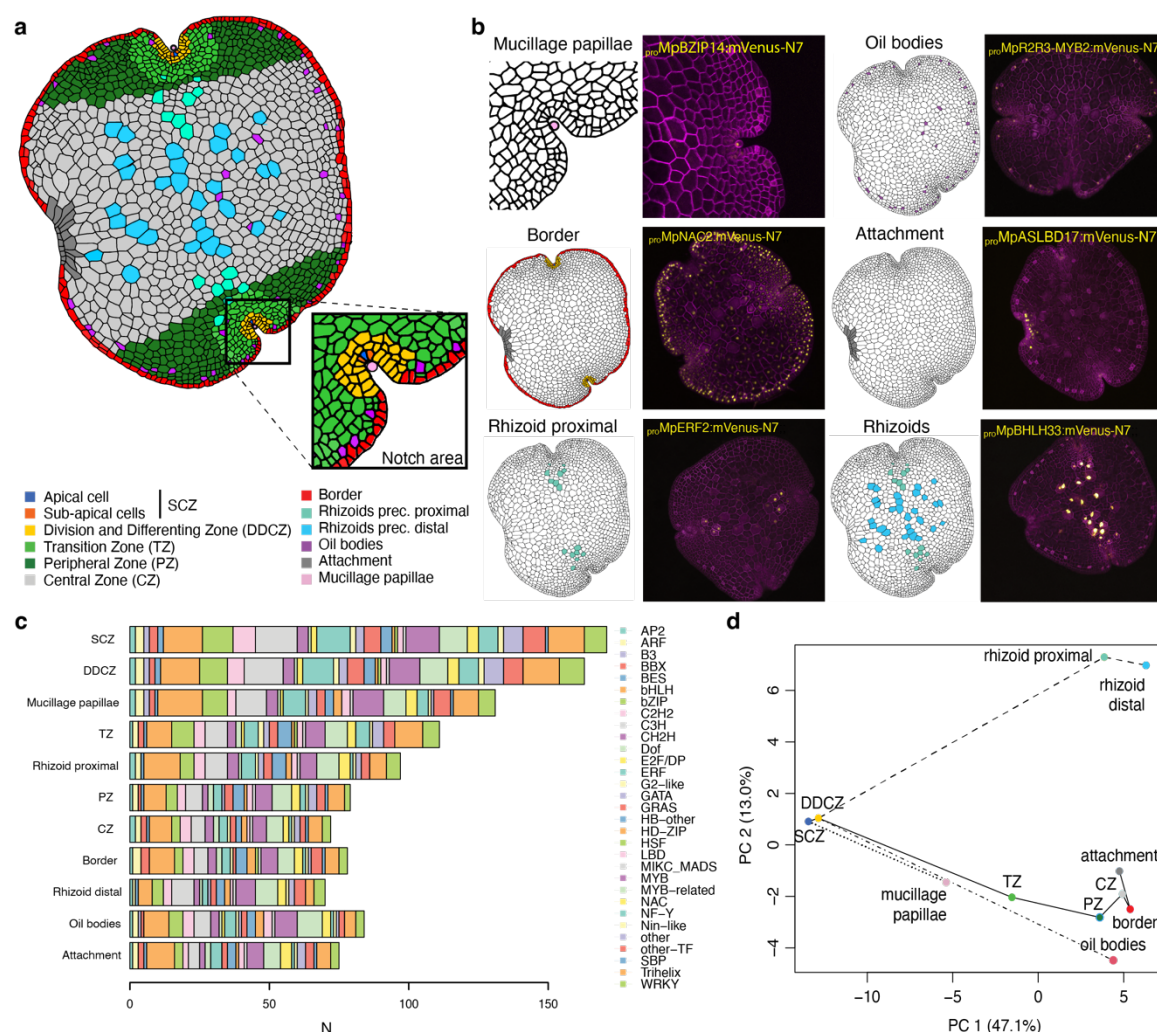 a
Notch area
Apical cell
Sub-apical cells
SCZ
Division and Differenting Zone (DDCZ)
Transition Zone (TZ)
Peripheral Zone (PZ)
Central Zone (CZ)
Border
Rhizoids prec. proximal
Rhizoids prec. distal
Oil bodies
Attachment
Mucillage papillae
b
Mucillage papillae
proMpBZIP14:mVenus-N7
Oil bodies
proMpR2R3-MYB2:mVenus-N7
Border
proMpNAC2:mVenus-N7
Attachment
proMpASLBD17:mVenus-N7
Rhizoid proximal
proMpERF2:mVenus-N7
Rhizoids
proMpBHLH33:mVenus-N7
c
SCZ
DDCZ
Mucillage papillae
TZ
Rhizoid proximal
PZ
CZ
Border
Rhizoid distal
Oil bodies
Attachment
0
50
100
150
N
AP2
ARF
B3
BBX
BES
bHLH
bZIP
C2H2
C3H
CH2H
Dof
E2F/DP
ERF
G2-like
GATA
GRAS
HB-other
HD-ZIP
HSF
LBD
MIKC_MADS
MYB
MYB-related
NAC
NF-Y
Nin-like
other
other-TF
SBP
Trihelix
WRKY
d
PC 2 (13.0%)
6
4
2
0
-2
-4
rhizoid proximal
rhizoid
distal
DDCZ
SCZ
mucillage
papillae
TZ
attachment
CZ
PZ
border
oil bodies
-10
-5
0
5
PC 1 (47.1%)